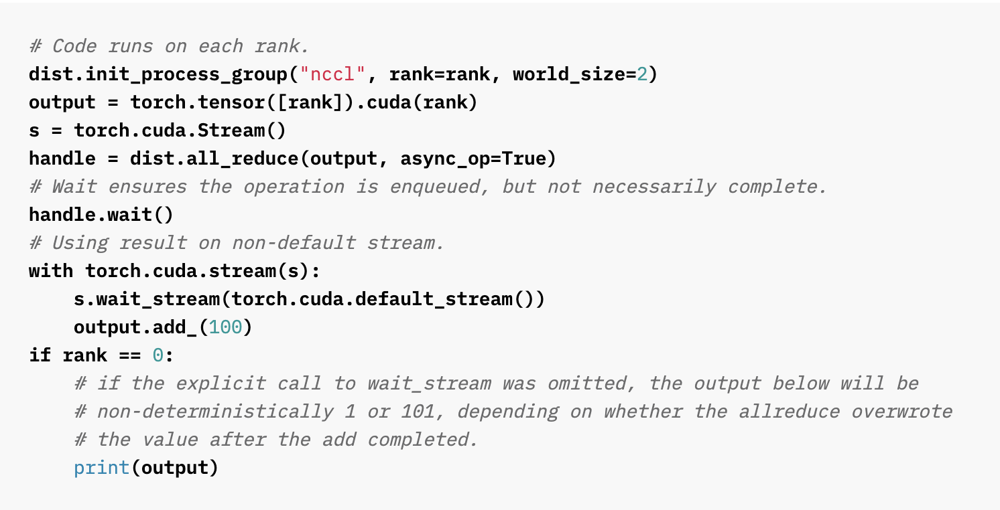 # Code runs on each rank.
dist.init_process_group("nccl", rank=rank, world_size=2)
output = torch.tensor([rank]).cuda(rank)
s = torch.cuda.Stream()
handle = dist.all_reduce(output, async_op=True)
# Wait ensures the operation is enqueued, but not necessarily complete.
handle.wait()
# Using result on non-default stream.
with torch.cuda.stream(s):
    s.wait_stream(torch.cuda.default_stream())
    output.add_(100)
if rank == 0:
    # if the explicit call to wait_stream was omitted, the output below will be
    # non-deterministically 1 or 101, depending on whether the allreduce overwrote
    # the value after the add completed.
    print(output)